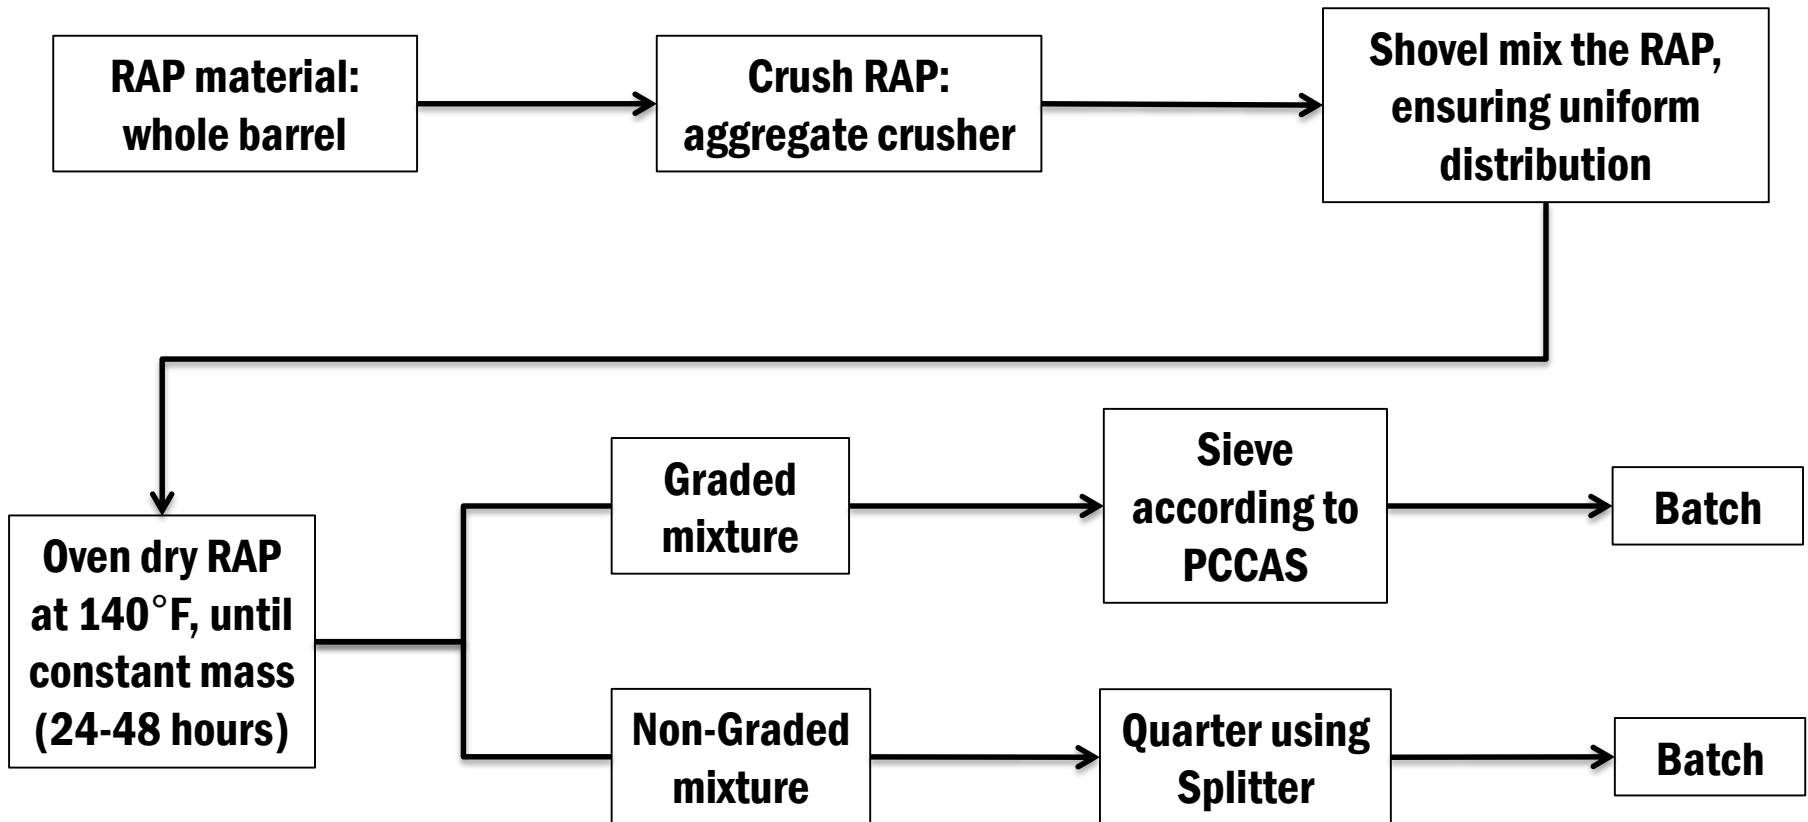 RAP material:
whole barrel
Crush RAP:
aggregate crusher
Shovel mix the RAP,
ensuring uniform
distribution
Oven dry RAP
at 140°F, until
constant mass
(24-48 hours)
Graded
mixture
Sieve
according to
PCCAS
Batch
Non-Graded
mixture
Quarter using
Splitter
Batch